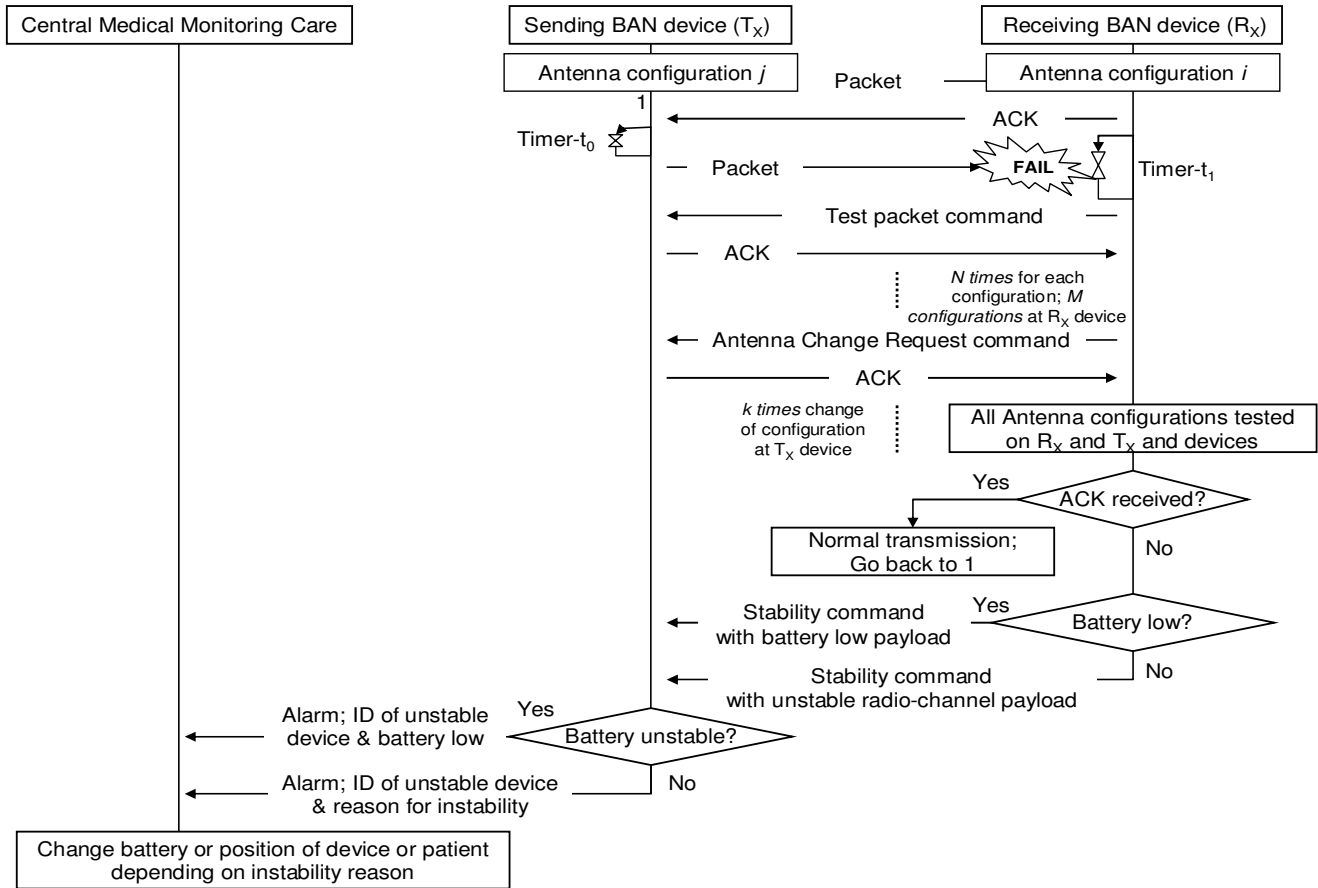 Central Medical Monitoring Care
Sending BAN device (TX)
Receiving BAN device (RX)
Antenna configuration j
Packet
Antenna configuration i
1
ACK
Timer-t0
Packet
FAIL
Timer-t1
Test packet command
ACK
N times for each
configuration; M
configurations at RX device
Antenna Change Request command
ACK
k times change
of configuration
at TX device
All Antenna configurations tested
on RX and TX and devices
Yes
ACK received?
Normal transmission;
Go back to 1
No
Stability command
with battery low payload
Yes
Battery low?
No
Stability command
with unstable radio-channel payload
Alarm; ID of unstable
device & battery low
Yes
Battery unstable?
No
Alarm; ID of unstable device
& reason for instability
Change battery or position of device or patient
depending on instability reason